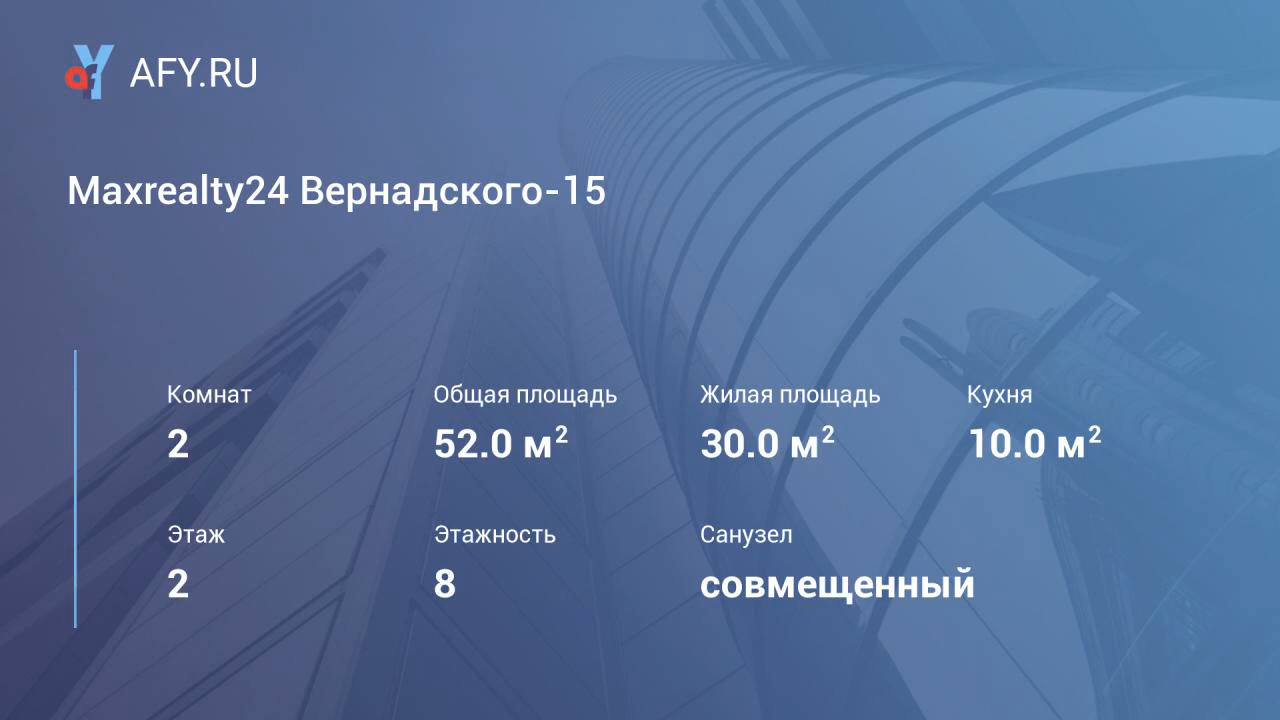 AFY.RU
Maxrealty24 Вернадского-15
Комнат
2
Общая площадь
52.0 м²
Жилая площадь
30.0 м²
Кухня
10.0 м²
Этаж
2
Этажность
8
Санузел
совмещенный